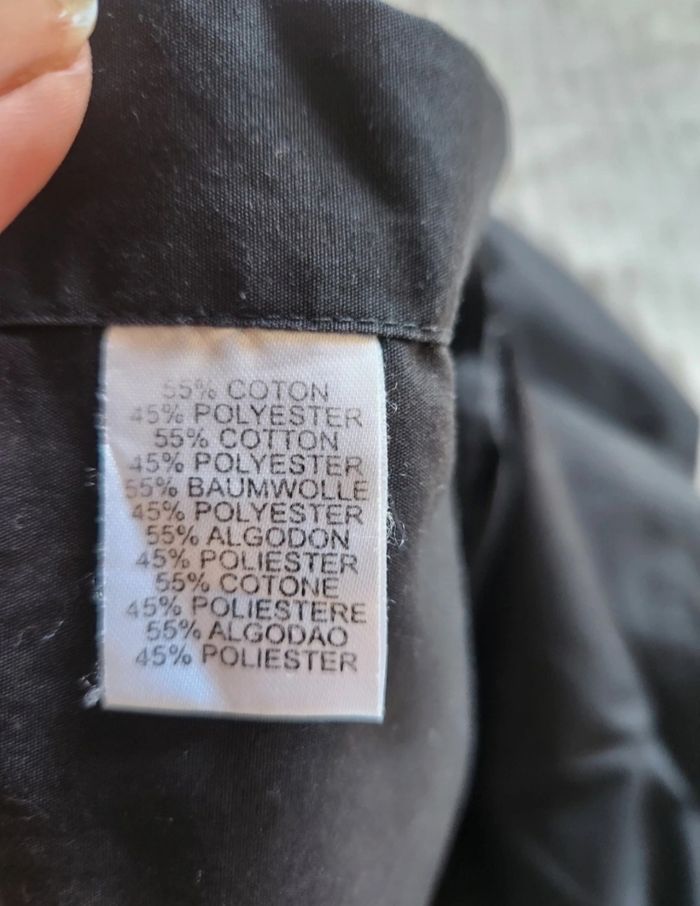 55% COTON
45% POLYESTER
55% COTTON
45% POLYESTER
55% BAUMWOLLE
45% POLYESTER
55% ALGODON
45% POLIESTER
55% COTONE
45% POLIESTERE
55% ALGODAO
45% POLIESTER